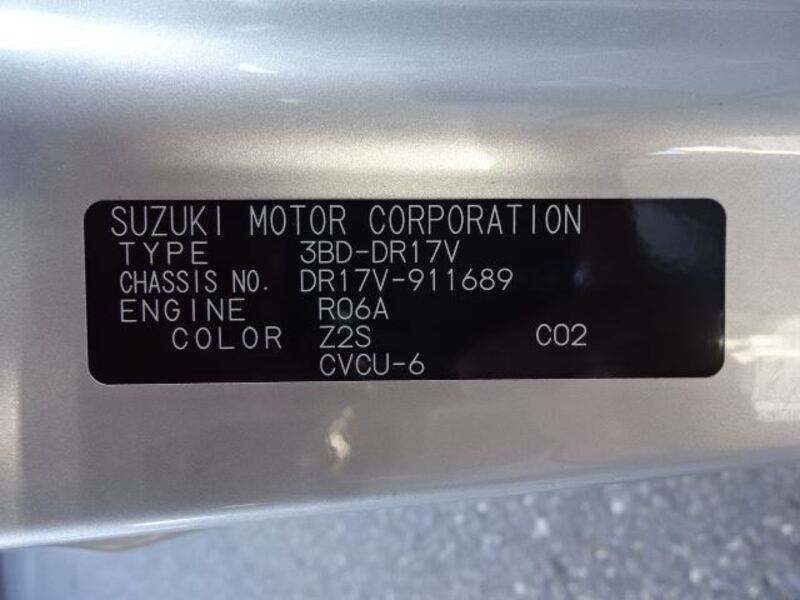 SUZUKI MOTOR CORPORATION
TYPE 3BD-DR17V
CHASSIS NO. DR17V-911689
ENGINE R06A
COLOR Z2S C02
CVCU-6